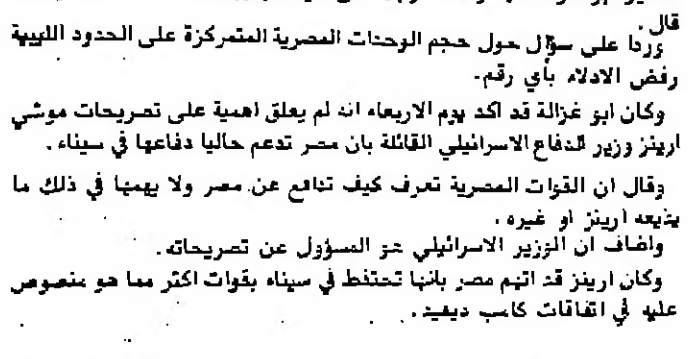 قال.
وردا على سؤال حول حجم الوحدات المصرية المتمركزة على الحدود الليبية
رفض الادلاء بأي رقم.
وكان ابو غزالة قد اكد يوم الاربعاء انه لم يعلق اهمية على تصريحات موشي
ارينز وزير الدفاع الاسرائيلي القائلة بان مصر تدعم حاليا دفاعها في سيناء.
وقال ان القوات المصرية تعرف كيف تدافع عن مصر ولا يهمها في ذلك ما
يذيعه ارينز او غيره.
واضاف ان الوزير الاسرائيلي هو المسؤول عن تصريحاته.
وكان ارينز قد اتهم مصر بانها تحتفظ في سيناء بقوات اكثر مما هو منصوص
عليه في اتفاقات كامب ديفيد.